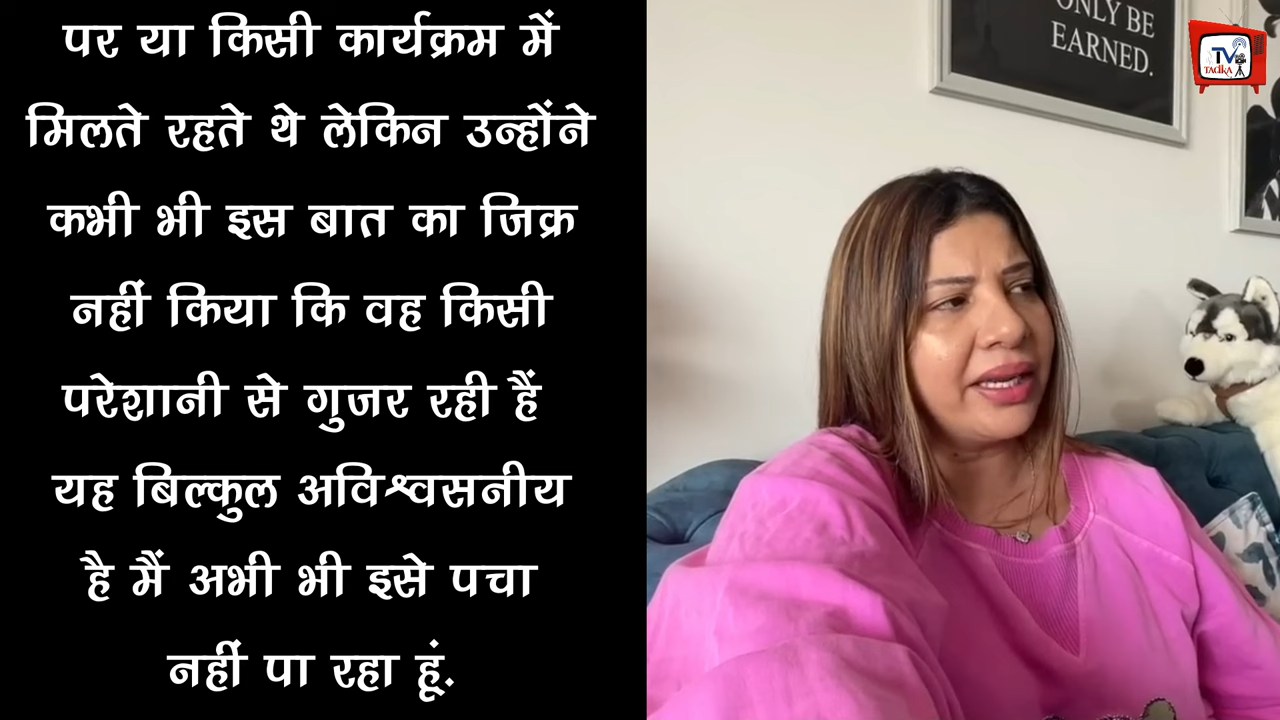 पर या किसी कार्यक्रम में
मिलते रहते थे लेकिन उन्होंने
कभी भी इस बात का जिक्र
नहीं किया कि वह किसी
परेशानी से गुजर रही हैं
यह बिल्कुल अविश्वसनीय
है मैं अभी भी इसे पचा
नहीं पा रहा हूं.
ONLY BE
EARNED.
TV
TADKA